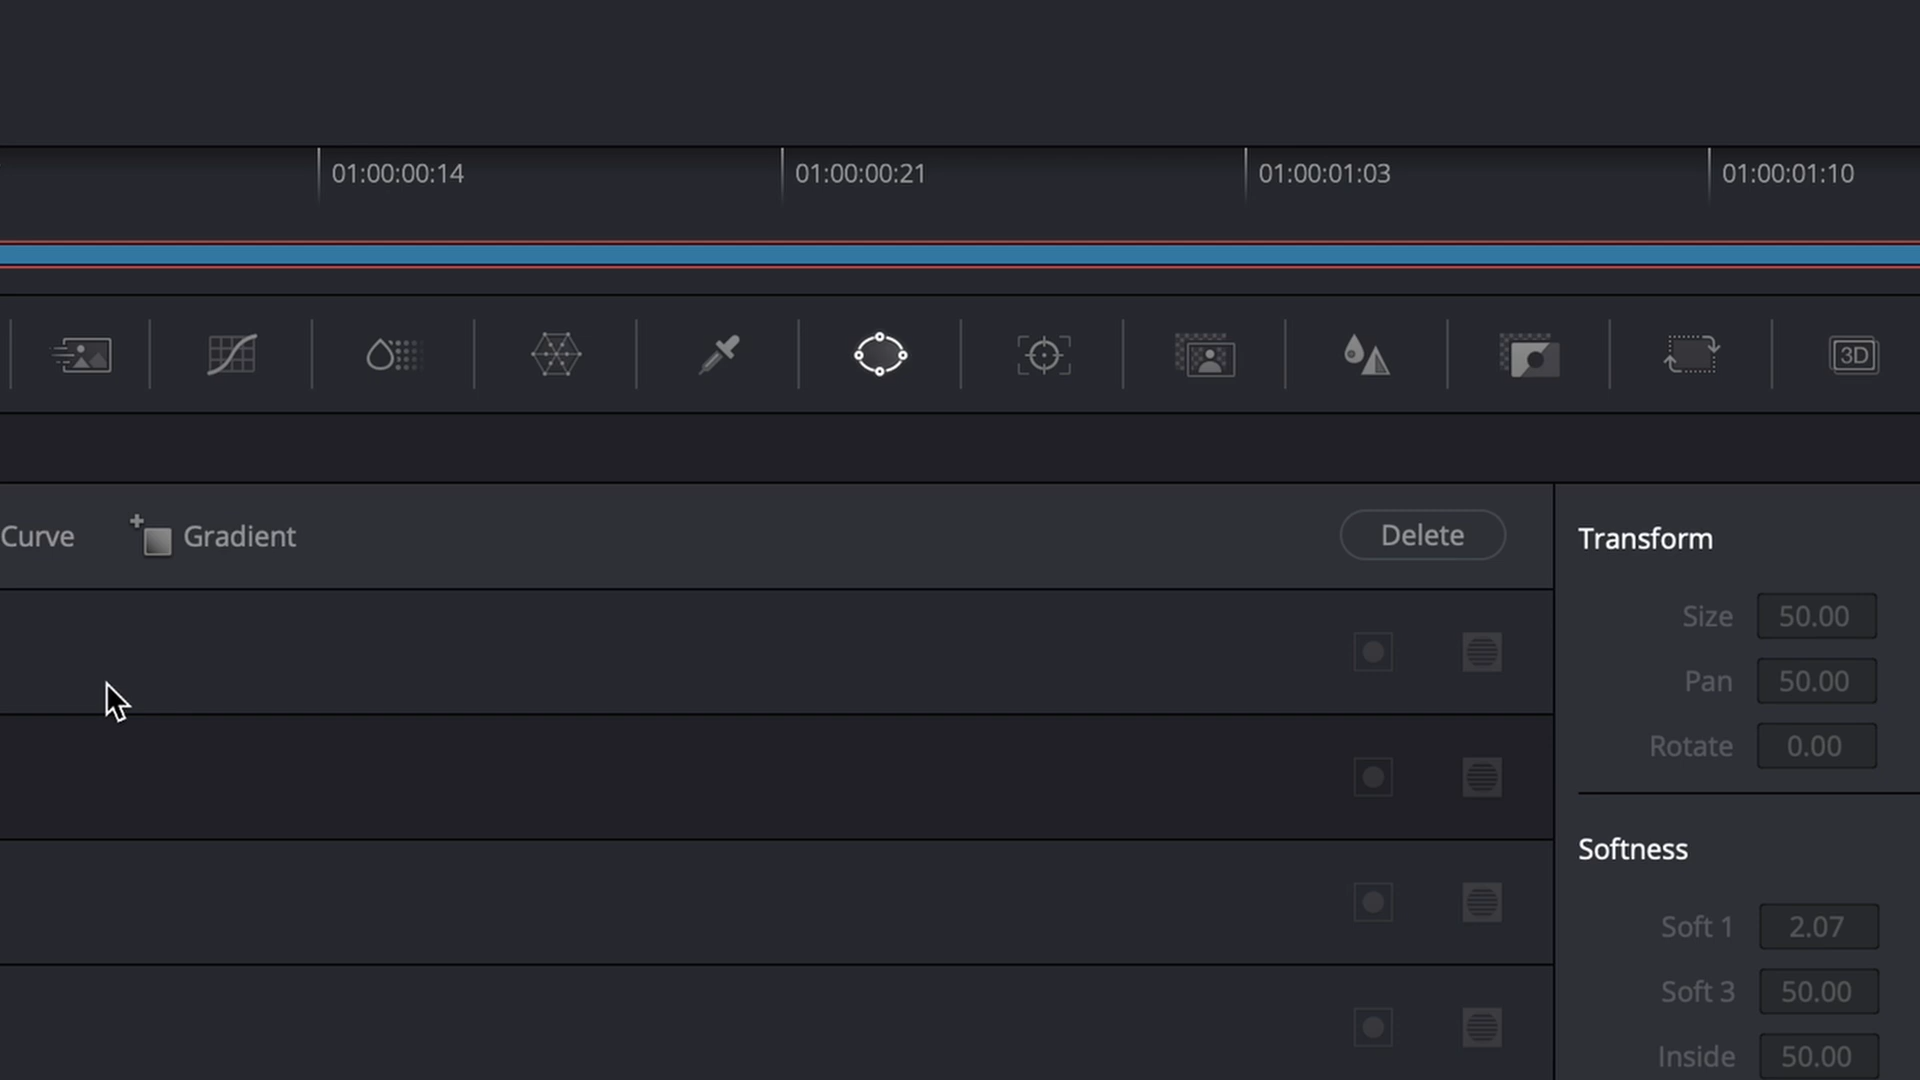 01:00:00:14 01:00:00:21 01:00:01:03 01:00:01:10
3D
Curve Gradient Delete
Transform
Size 50.00
Pan 50.00
Rotate 0.00
Softness
Soft 1 2.07
Soft 3 50.00
Inside 50.00